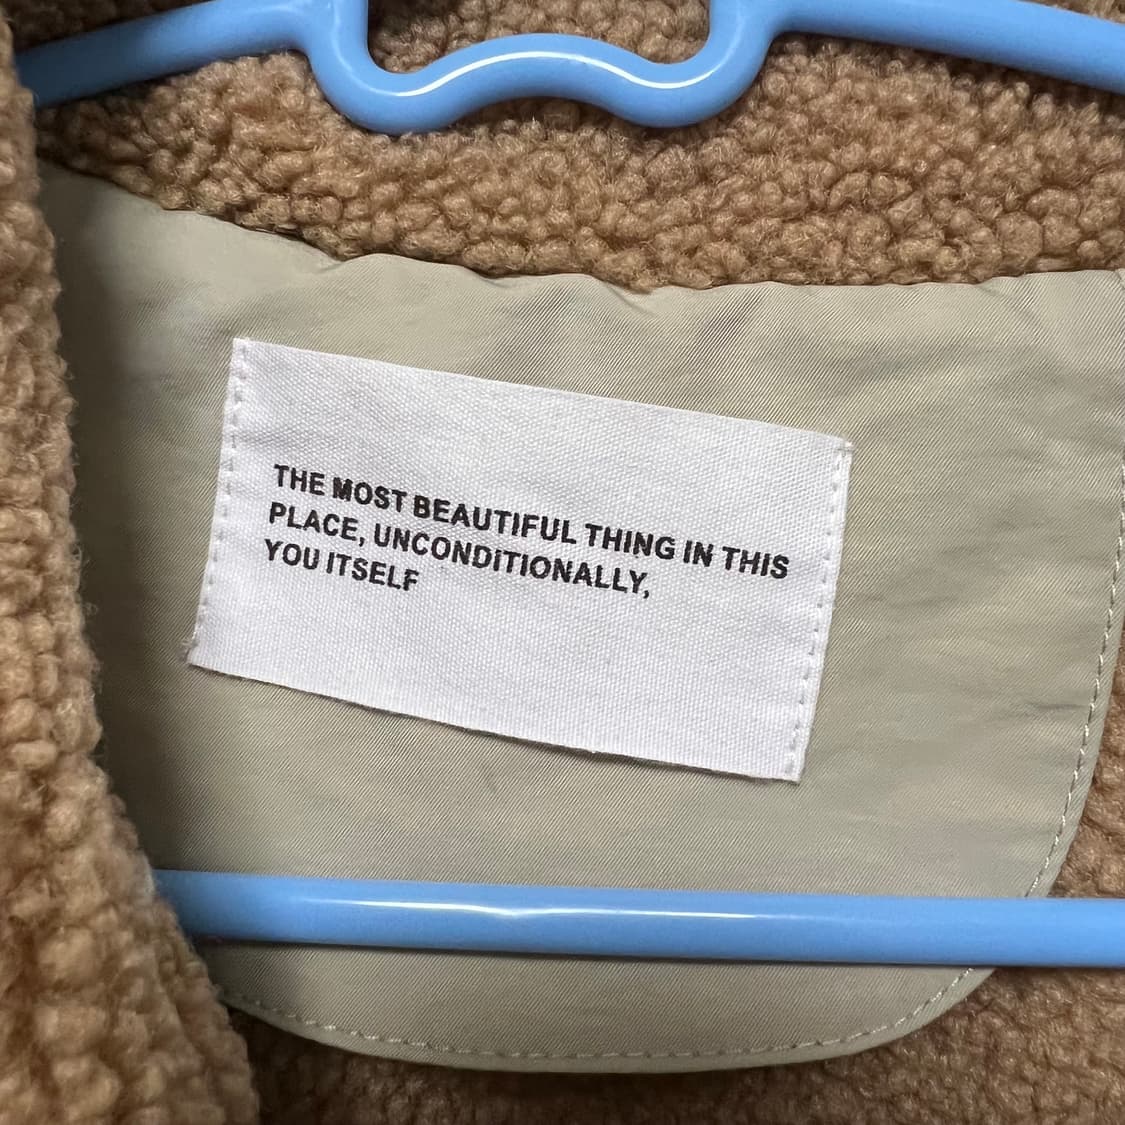 THE MOST BEAUTIFUL THING IN THIS
PLACE, UNCONDITIONALLY,
YOU ITSELF